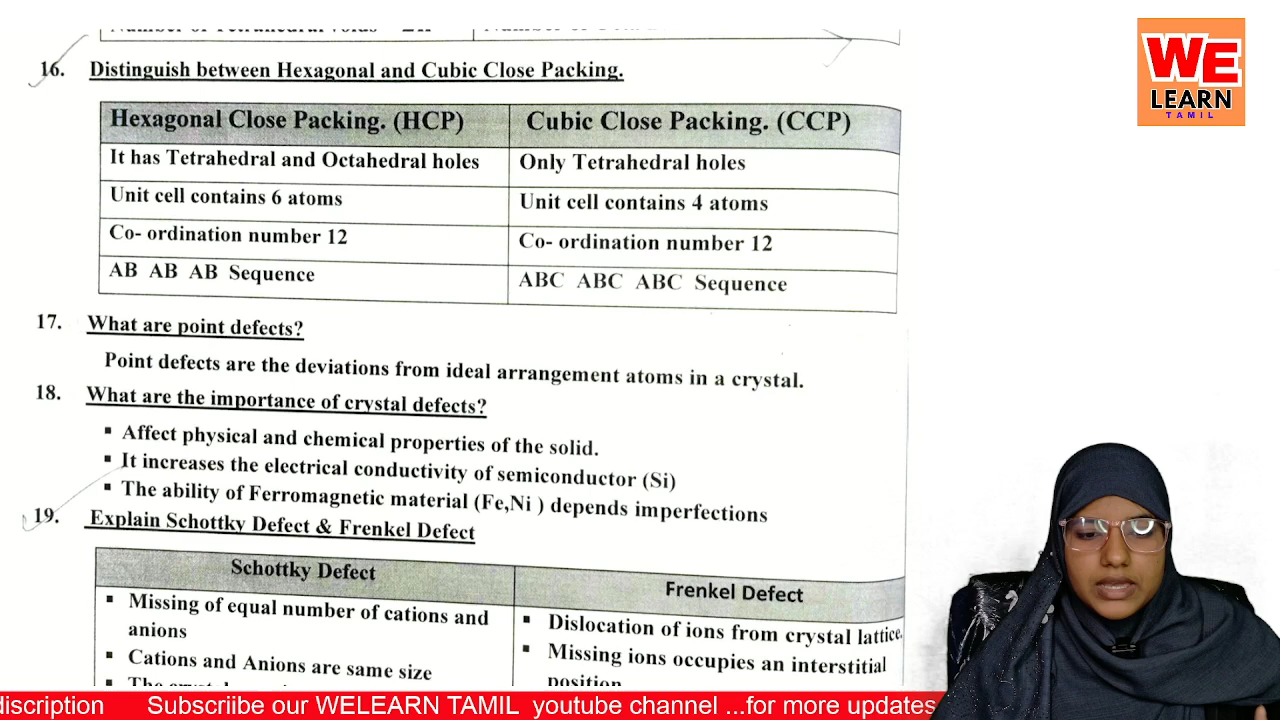 WE
LEARN
TAMIL
16. Distinguish between Hexagonal and Cubic Close Packing.
Hexagonal Close Packing. (HCP) Cubic Close Packing. (CCP)
It has Tetrahedral and Octahedral holes Only Tetrahedral holes
Unit cell contains 6 atoms Unit cell contains 4 atoms
Co- ordination number 12 Co- ordination number 12
AB AB AB Sequence ABC ABC ABC Sequence
17. What are point defects?
Point defects are the deviations from ideal arrangement atoms in a crystal.
18. What are the importance of crystal defects?
▪ Affect physical and chemical properties of the solid.
▪ It increases the electrical conductivity of semiconductor (Si)
▪ The ability of Ferromagnetic material (Fe,Ni ) depends imperfections
19. Explain Schottky Defect & Frenkel Defect
Schottky Defect Frenkel Defect
▪ Missing of equal number of cations and
anions
▪ Cations and Anions are same size
▪ Dislocation of ions from crystal lattice.
▪ Missing ions occupies an interstitial
position
discription Subscriibe our WELEARN TAMIL youtube channel ...for more updates